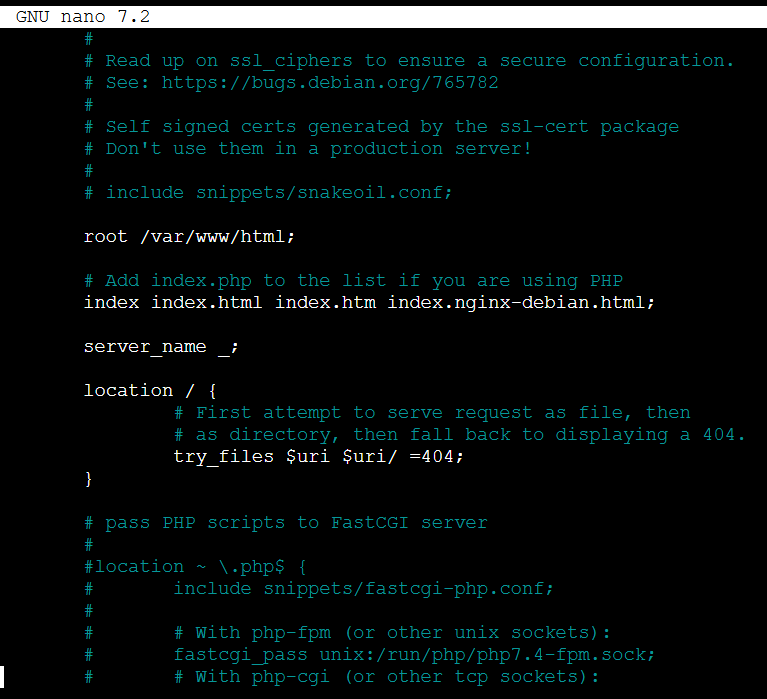 GNU nano 7.2
#
# Read up on ssl_ciphers to ensure a secure configuration.
# See: https://bugs.debian.org/765782
#
# Self signed certs generated by the ssl-cert package
# Don't use them in a production server!
#
# include snippets/snakeoil.conf;
root /var/www/html;
# Add index.php to the list if you are using PHP
index index.html index.htm index.nginx-debian.html;
server_name _;
location / {
# First attempt to serve request as file, then
# as directory, then fall back to displaying a 404.
try_files $uri $uri/ =404;
}
# pass PHP scripts to FastCGI server
#
#location ~ \.php$ {
#       include snippets/fastcgi-php.conf;
#
#       # With php-fpm (or other unix sockets):
#       fastcgi_pass unix:/run/php/php7.4-fpm.sock;
#       # With php-cgi (or other tcp sockets):